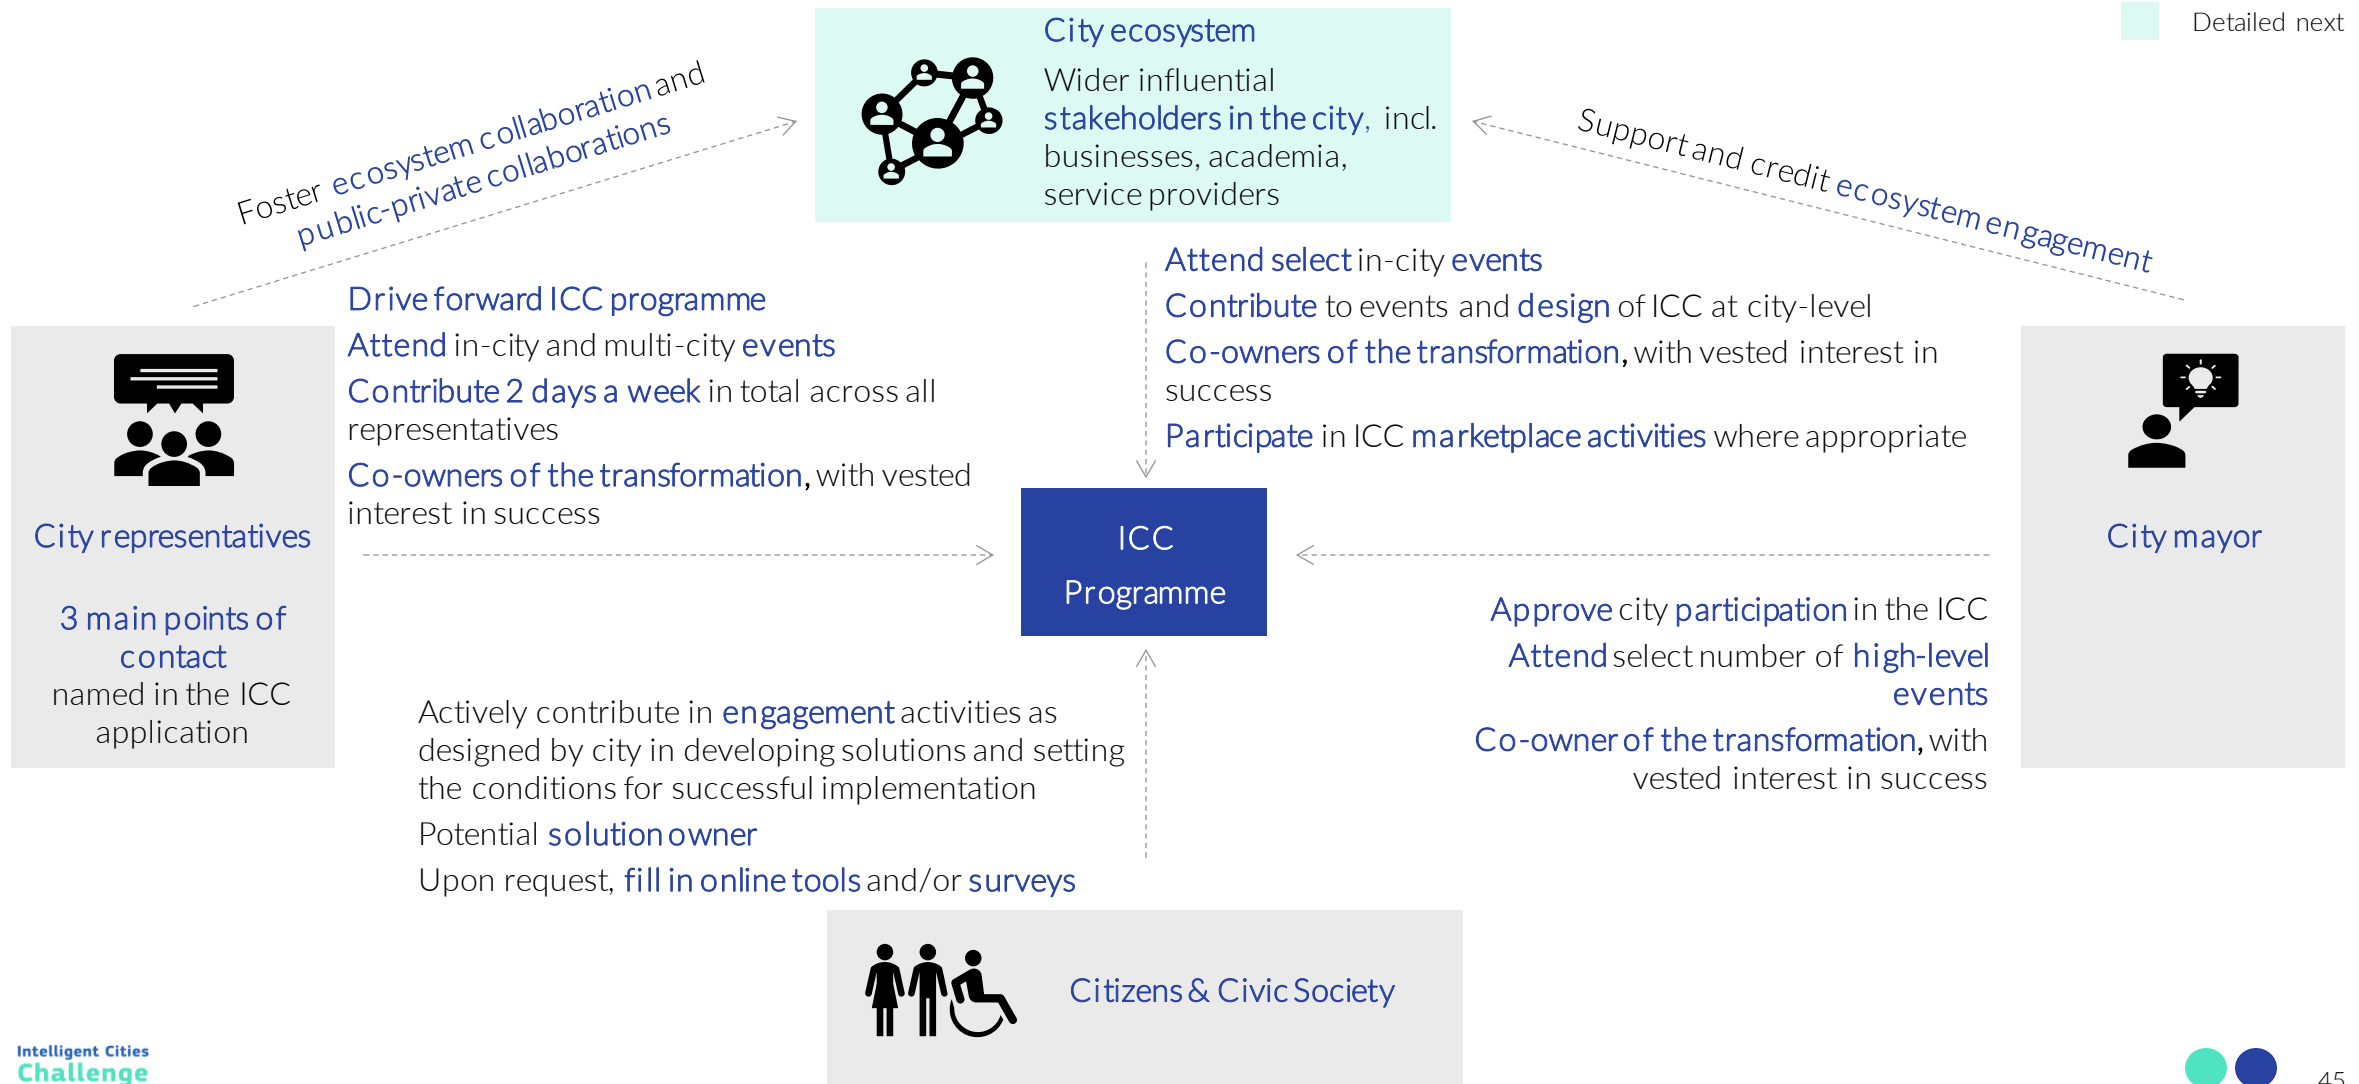 Detailed next
City ecosystem
Wider influential
stakeholders in the city, incl.
businesses, academia,
service providers
Foster ecosystem collaboration and
public-private collaborations
Support and credit ecosystem engagement
Drive forward ICC programme
Attend in-city and multi-city events
Contribute 2 days a week in total across all
representatives
Co-owners of the transformation, with vested
interest in success
Attend select in-city events
Contribute to events and design of ICC at city-level
Co-owners of the transformation, with vested interest in
success
Participate in ICC marketplace activities where appropriate
City representatives
3 main points of
contact
named in the ICC
application
ICC
Programme
City mayor
Approve city participation in the ICC
Attend select number of high-level
events
Co-owner of the transformation, with
vested interest in success
Actively contribute in engagement activities as
designed by city in developing solutions and setting
the conditions for successful implementation
Potential solution owner
Upon request, fill in online tools and/or surveys
Citizens & Civic Society
Intelligent Cities
Challenge
45